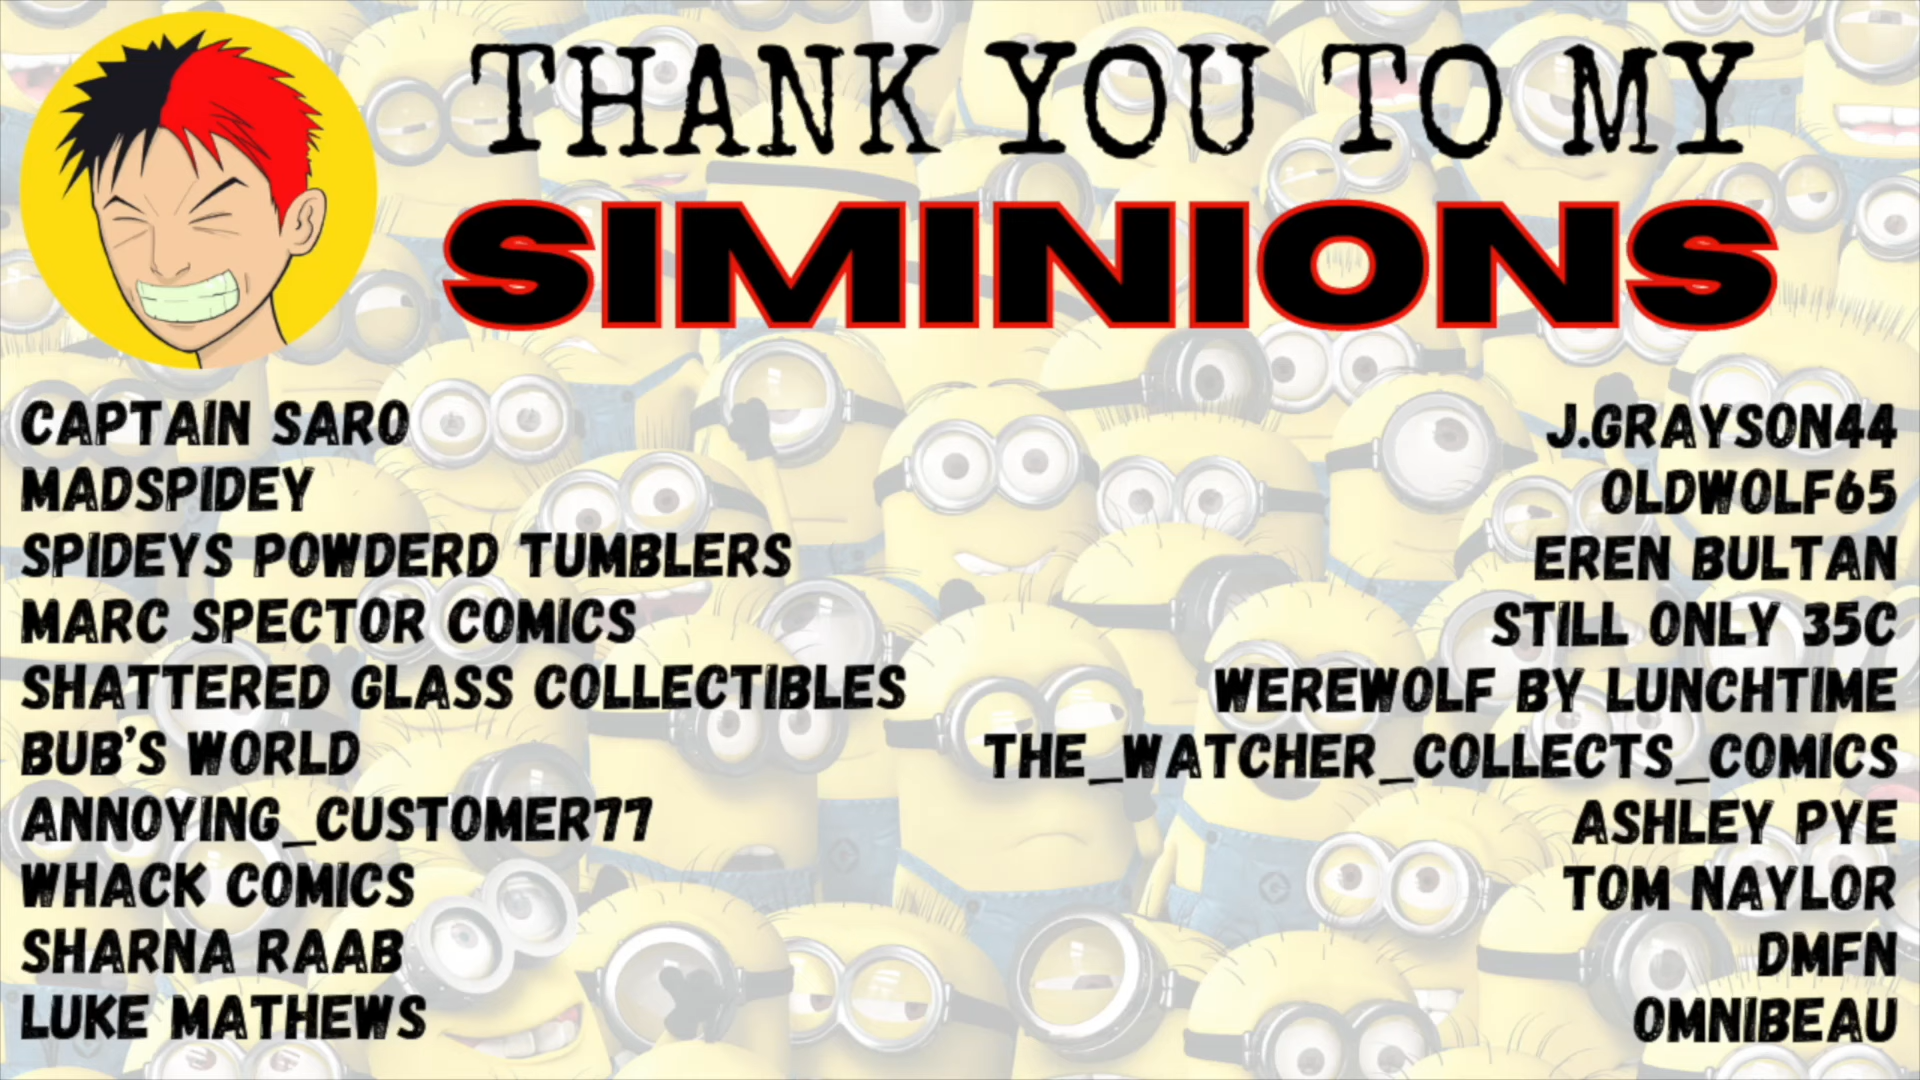 THANK YOU TO MY
SIMINIONS
CAPTAIN SARO
MADSPIDEY
SPIDEYS POWDERD TUMBLERS
MARC SPECTOR COMICS
SHATTERED GLASS COLLECTIBLES
BUB'S WORLD
ANNOYING_CUSTOMER77
WHACK COMICS
SHARNA RAAB
LUKE MATHEWS
J.GRAYSON44
OLDWOLF65
EREN BULTAN
STILL ONLY 35C
WEREWOLF BY LUNCHTIME
THE_WATCHER_COLLECTS_COMICS
ASHLEY PYE
TOM NAYLOR
DMFN
OMNIBEAU